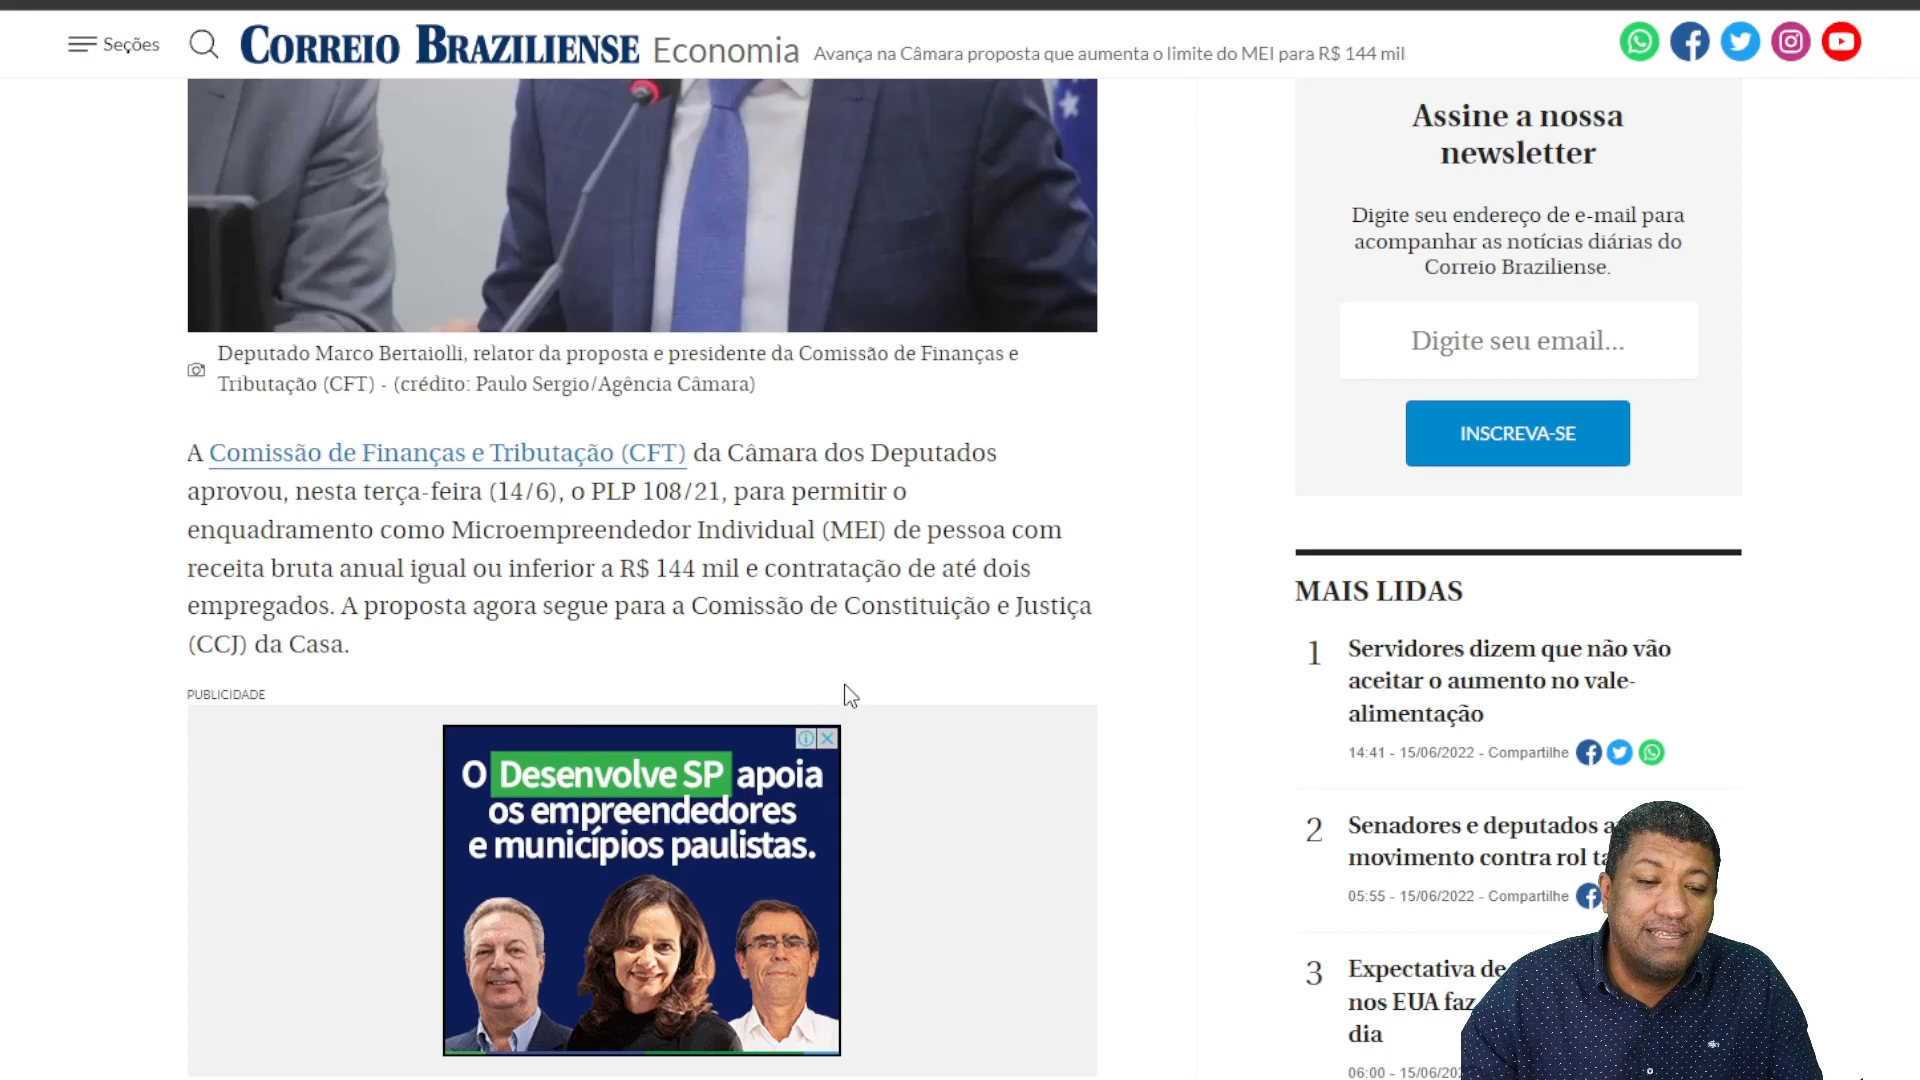 Seções
CORREIO BRAZILIENSE
Economia
Avança na Câmara proposta que aumenta o limite do MEI para R$ 144 mil
Deputado Marco Bertaiolli, relator da proposta e presidente da Comissão de Finanças e
Tributação (CFT) - (crédito: Paulo Sergio/Agência Câmara)
A Comissão de Finanças e Tributação (CFT) da Câmara dos Deputados
aprovou, nesta terça-feira (14/6), o PLP 108/21, para permitir o
enquadramento como Microempreendedor Individual (MEI) de pessoa com
receita bruta anual igual ou inferior a R$ 144 mil e contratação de até dois
empregados. A proposta agora segue para a Comissão de Constituição e Justiça
(CCJ) da Casa.
PUBLICIDADE
O Desenvolve SP apoia
os empreendedores
e municípios paulistas.
Assine a nossa
newsletter
Digite seu endereço de e-mail para
acompanhar as notícias diárias do
Correio Braziliense.
Digite seu email...
INSCREVA-SE
MAIS LIDAS
1
Servidores dizem que não vão
aceitar o aumento no vale-
alimentação
14:41 - 15/06/2022 - Compartilhe
2
Senadores e deputados
movimento contra rol
05:55 - 15/06/2022 - Compartilhe
3
Expectativa de
nos EUA faz
dia
06:00 - 15/06/